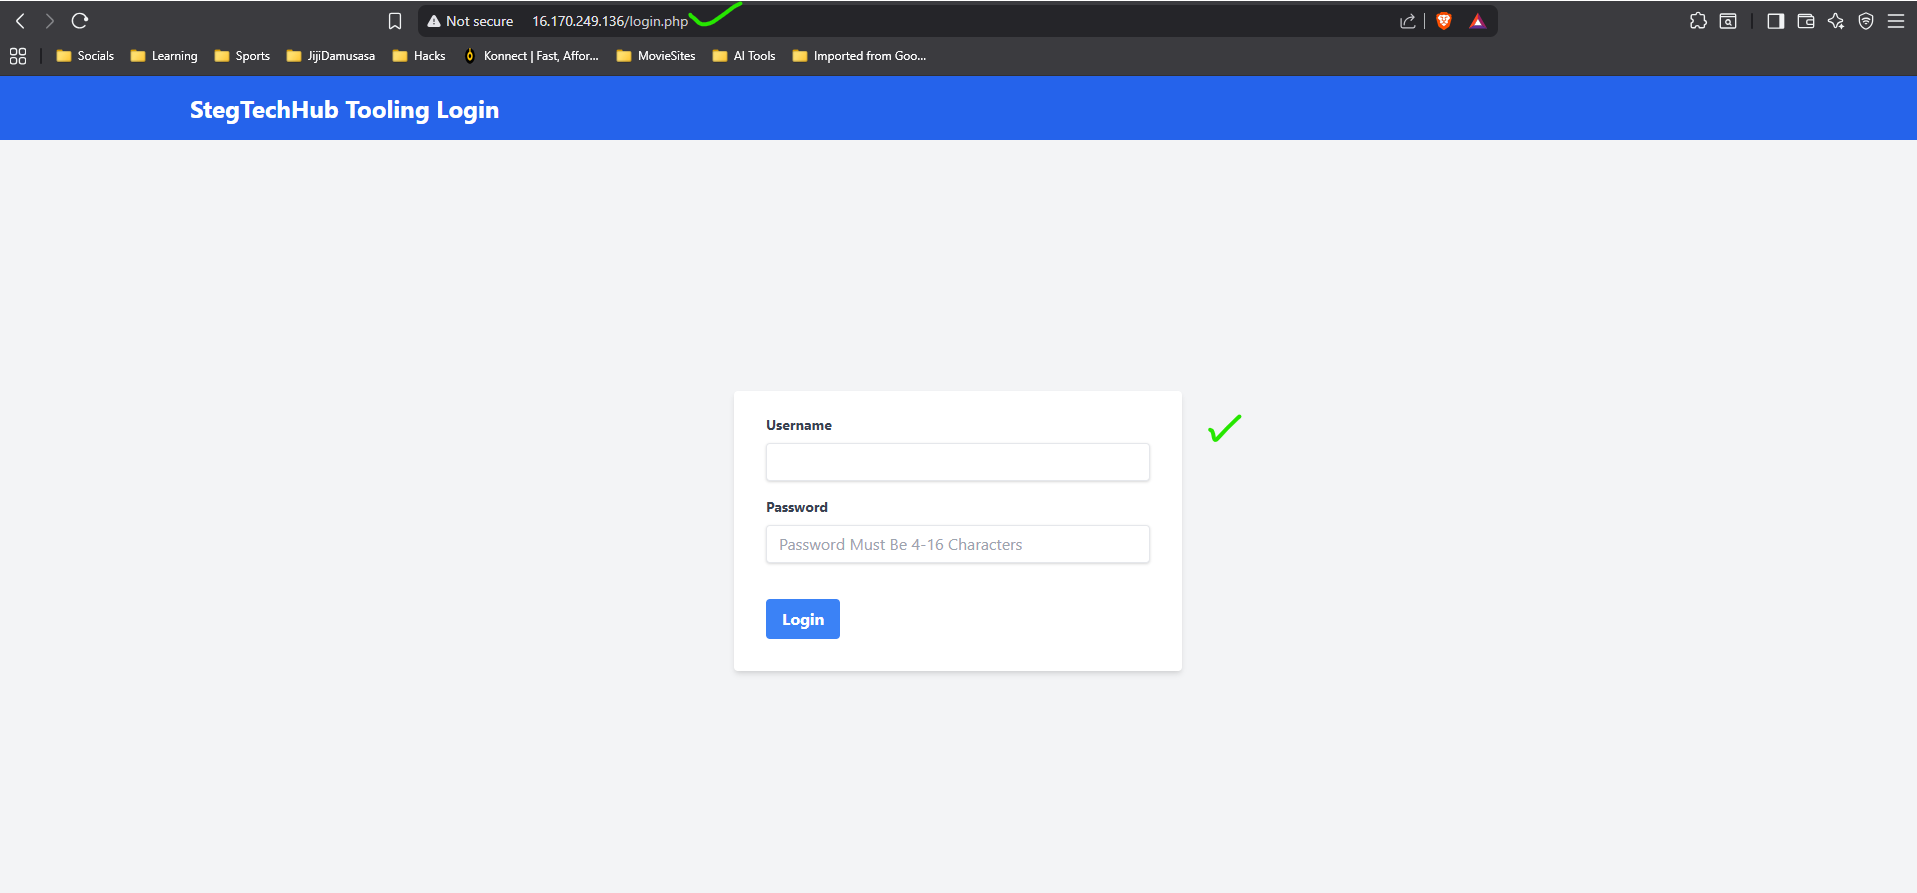 Not secure 16.170.249.136/login.php
Socials Learning Sports JijiDamusasa Hacks Konnect | Fast, Affor... MovieSites AI Tools Imported from Goo...
StegTechHub Tooling Login
Username
Password
Password Must Be 4-16 Characters
Login